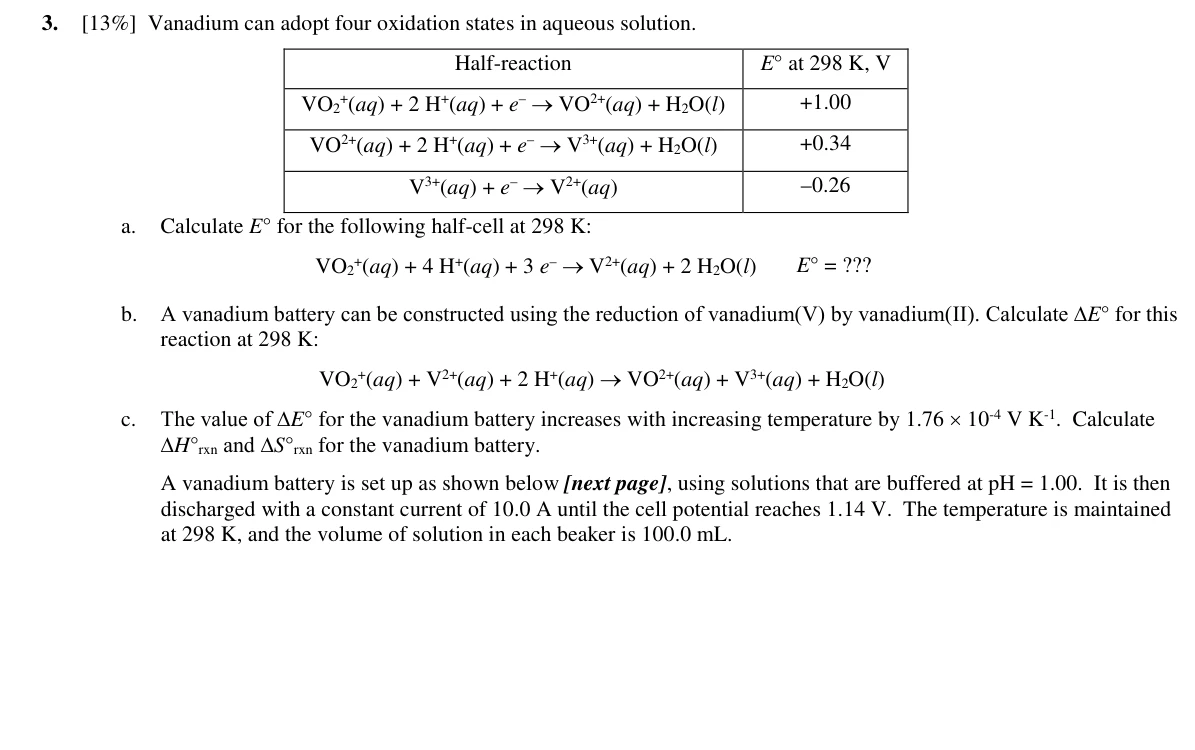 3. [13%] Vanadium can adopt four oxidation states in aqueous solution.
Half-reaction E° at 298 K, V
VO₂⁺(aq) + 2 H⁺(aq) + e⁻ → VO²⁺(aq) + H₂O(l) +1.00
VO²⁺(aq) + 2 H⁺(aq) + e⁻ → V³⁺(aq) + H₂O(l) +0.34
V³⁺(aq) + e⁻ → V²⁺(aq) –0.26
a. Calculate E° for the following half-cell at 298 K:
VO₂⁺(aq) + 4 H⁺(aq) + 3 e⁻ → V²⁺(aq) + 2 H₂O(l) E° = ???
b. A vanadium battery can be constructed using the reduction of vanadium(V) by vanadium(II). Calculate ΔE° for this
reaction at 298 K:
VO₂⁺(aq) + V²⁺(aq) + 2 H⁺(aq) → VO²⁺(aq) + V³⁺(aq) + H₂O(l)
c. The value of ΔE° for the vanadium battery increases with increasing temperature by 1.76 × 10⁻⁴ V K⁻¹. Calculate
ΔH°rxn and ΔS°rxn for the vanadium battery.
A vanadium battery is set up as shown below [next page], using solutions that are buffered at pH = 1.00. It is then
discharged with a constant current of 10.0 A until the cell potential reaches 1.14 V. The temperature is maintained
at 298 K, and the volume of solution in each beaker is 100.0 mL.